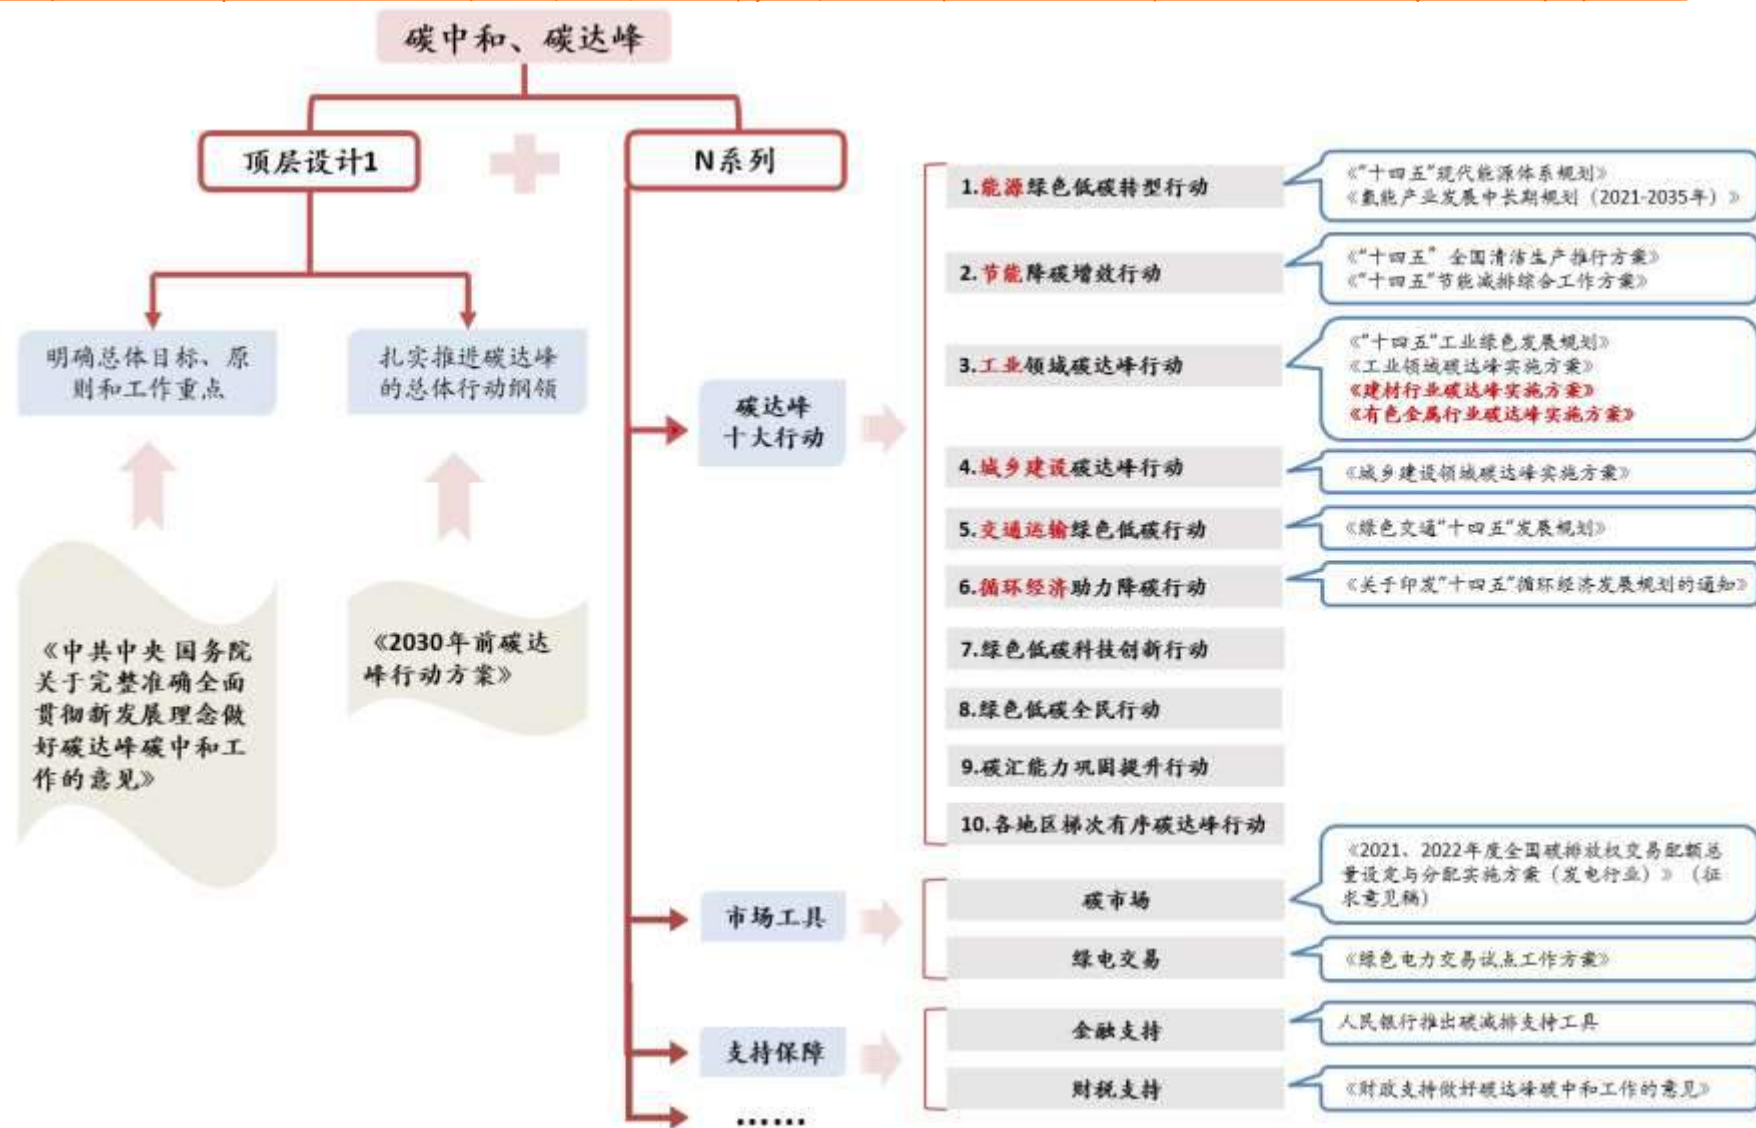 碳中和、碳达峰
顶层设计1
N系列
明确总体目标、原
则和工作重点
扎实推进碳达峰
的总体行动纲领
《中共中央 国务院
关于完整准确全面
贯彻新发展理念做
好碳达峰碳中和工
作的意见》
《2030年前碳达
峰行动方案》
碳达峰
十大行动
1.能源绿色低碳转型行动
《“十四五”现代能源体系规划》
《氢能产业发展中长期规划（2021-2035年）》
2.节能降碳增效行动
《“十四五” 全国清洁生产推行方案》
《“十四五”节能减排综合工作方案》
3.工业领域碳达峰行动
《“十四五”工业绿色发展规划》
《工业领域碳达峰实施方案》
《建材行业碳达峰实施方案》
《有色金属行业碳达峰实施方案》
4.城乡建设碳达峰行动
《城乡建设领域碳达峰实施方案》
5.交通运输绿色低碳行动
《绿色交通“十四五”发展规划》
6.循环经济助力降碳行动
《关于印发“十四五”循环经济发展规划的通知》
7.绿色低碳科技创新行动
8.绿色低碳全民行动
9.碳汇能力巩固提升行动
10.各地区梯次有序碳达峰行动
市场工具
碳市场
《2021、2022年度全国碳排放权交易配额总
量设定与分配实施方案（发电行业）》（征
求意见稿）
绿电交易
《绿色电力交易试点工作方案》
支持保障
金融支持
人民银行推出碳减排支持工具
财税支持
《财政支持做好碳达峰碳中和工作的意见》
……